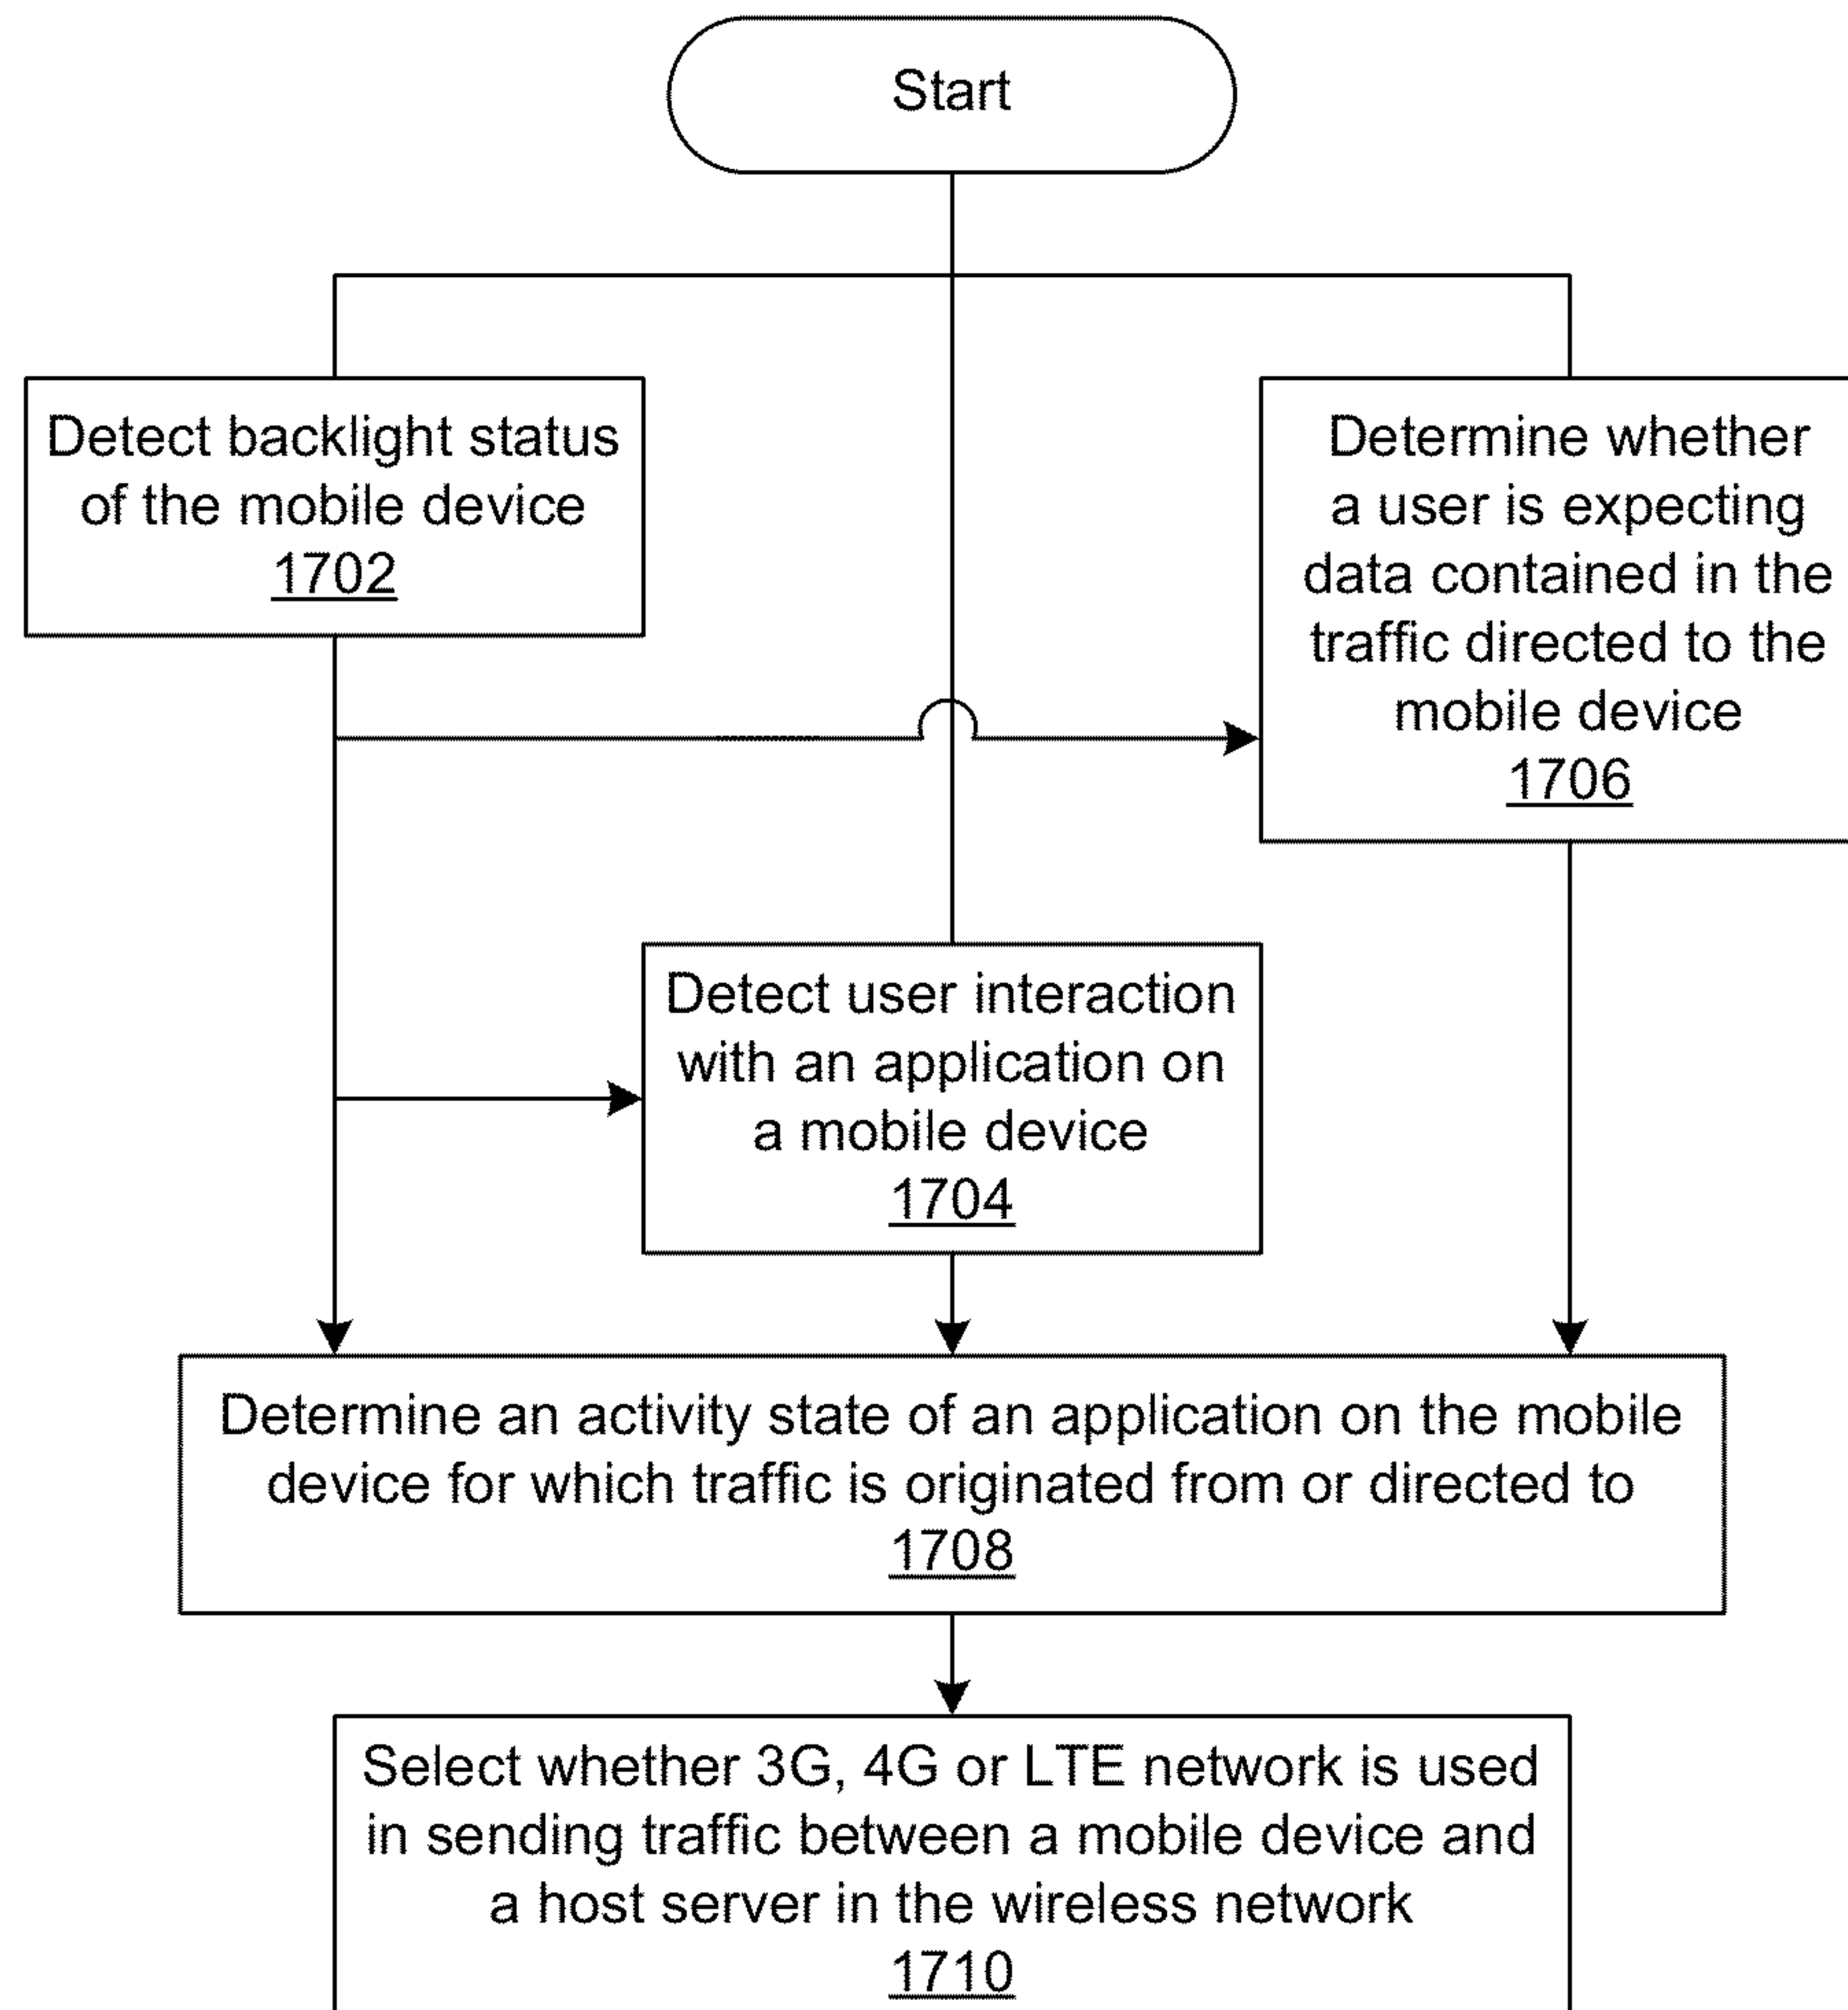 Start
Detect backlight status
of the mobile device
1702
Determine whether
a user is expecting
data contained in the
traffic directed to the
mobile device
1706
Detect user interaction
with an application on
a mobile device
1704
Determine an activity state of an application on the mobile
device for which traffic is originated from or directed to
1708
Select whether 3G, 4G or LTE network is used
in sending traffic between a mobile device and
a host server in the wireless network
1710